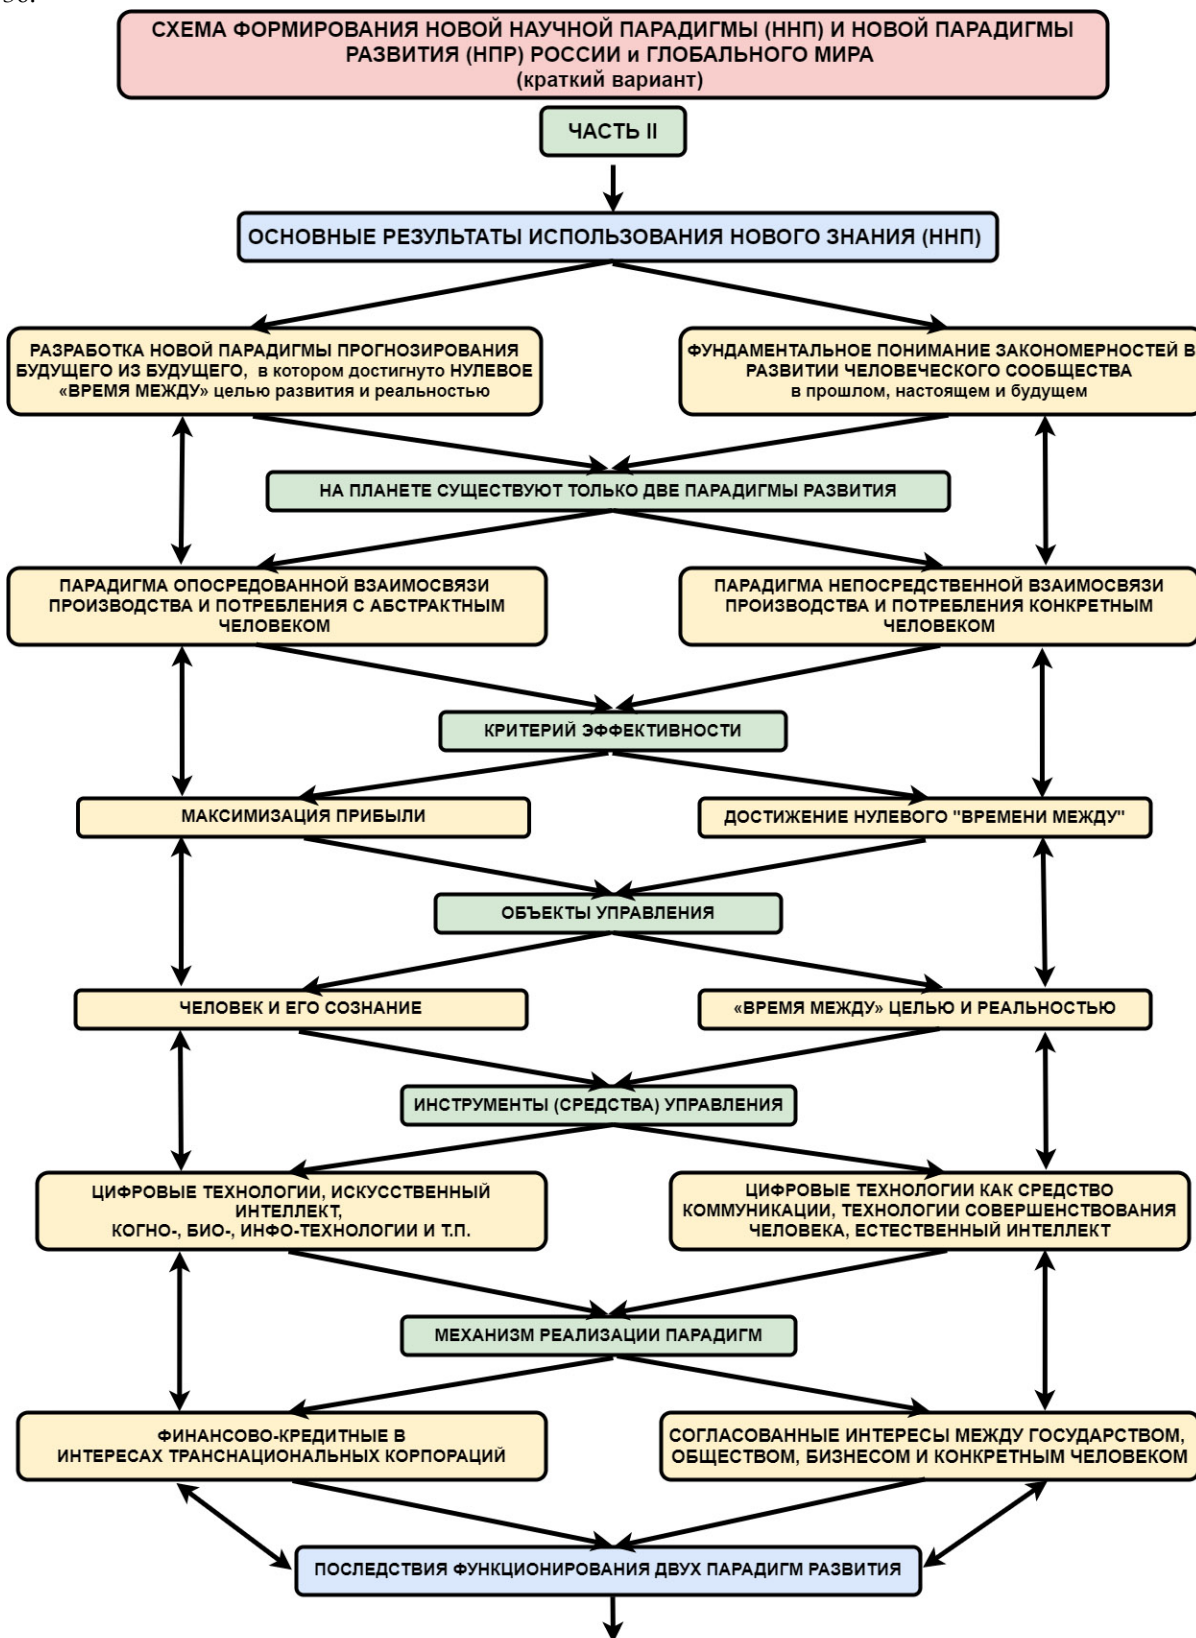 СХЕМА ФОРМИРОВАНИЯ НОВОЙ НАУЧНОЙ ПАРАДИГМЫ (ННП) И НОВОЙ ПАРАДИГМЫ
РАЗВИТИЯ (НПР) РОССИИ и ГЛОБАЛЬНОГО МИРА
(краткий вариант)
ЧАСТЬ II
ОСНОВНЫЕ РЕЗУЛЬТАТЫ ИСПОЛЬЗОВАНИЯ НОВОГО ЗНАНИЯ (ННП)
РАЗРАБОТКА НОВОЙ ПАРАДИГМЫ ПРОГНОЗИРОВАНИЯ
БУДУЩЕГО ИЗ БУДУЩЕГО, в котором достигнуто НУЛЕВОЕ
«ВРЕМЯ МЕЖДУ» целью развития и реальностью
ФУНДАМЕНТАЛЬНОЕ ПОНИМАНИЕ ЗАКОНОМЕРНОСТЕЙ В
РАЗВИТИИ ЧЕЛОВЕЧЕСКОГО СООБЩЕСТВА
в прошлом, настоящем и будущем
НА ПЛАНЕТЕ СУЩЕСТВУЮТ ТОЛЬКО ДВЕ ПАРАДИГМЫ РАЗВИТИЯ
ПАРАДИГМА ОПОСРЕДОВАННОЙ ВЗАИМОСВЯЗИ
ПРОИЗВОДСТВА И ПОТРЕБЛЕНИЯ С АБСТРАКТНЫМ
ЧЕЛОВЕКОМ
ПАРАДИГМА НЕПОСРЕДСТВЕННОЙ ВЗАИМОСВЯЗИ
ПРОИЗВОДСТВА И ПОТРЕБЛЕНИЯ КОНКРЕТНЫМ
ЧЕЛОВЕКОМ
КРИТЕРИЙ ЭФФЕКТИВНОСТИ
МАКСИМИЗАЦИЯ ПРИБЫЛИ
ДОСТИЖЕНИЕ НУЛЕВОГО "ВРЕМЕНИ МЕЖДУ"
ОБЪЕКТЫ УПРАВЛЕНИЯ
ЧЕЛОВЕК И ЕГО СОЗНАНИЕ
«ВРЕМЯ МЕЖДУ» ЦЕЛЬЮ И РЕАЛЬНОСТЬЮ
ИНСТРУМЕНТЫ (СРЕДСТВА) УПРАВЛЕНИЯ
ЦИФРОВЫЕ ТЕХНОЛОГИИ, ИСКУССТВЕННЫЙ
ИНТЕЛЛЕКТ,
КОГНО-, БИО-, ИНФО-ТЕХНОЛОГИИ И Т.П.
ЦИФРОВЫЕ ТЕХНОЛОГИИ КАК СРЕДСТВО
КОММУНИКАЦИИ, ТЕХНОЛОГИИ СОВЕРШЕНСТВОВАНИЯ
ЧЕЛОВЕКА, ЕСТЕСТВЕННЫЙ ИНТЕЛЛЕКТ
МЕХАНИЗМ РЕАЛИЗАЦИИ ПАРАДИГМ
ФИНАНСОВО-КРЕДИТНЫЕ В
ИНТЕРЕСАХ ТРАНСНАЦИОНАЛЬНЫХ КОРПОРАЦИЙ
СОГЛАСОВАННЫЕ ИНТЕРЕСЫ МЕЖДУ ГОСУДАРСТВОМ,
ОБЩЕСТВОМ, БИЗНЕСОМ И КОНКРЕТНЫМ ЧЕЛОВЕКОМ
ПОСЛЕДСТВИЯ ФУНКЦИОНИРОВАНИЯ ДВУХ ПАРАДИГМ РАЗВИТИЯ